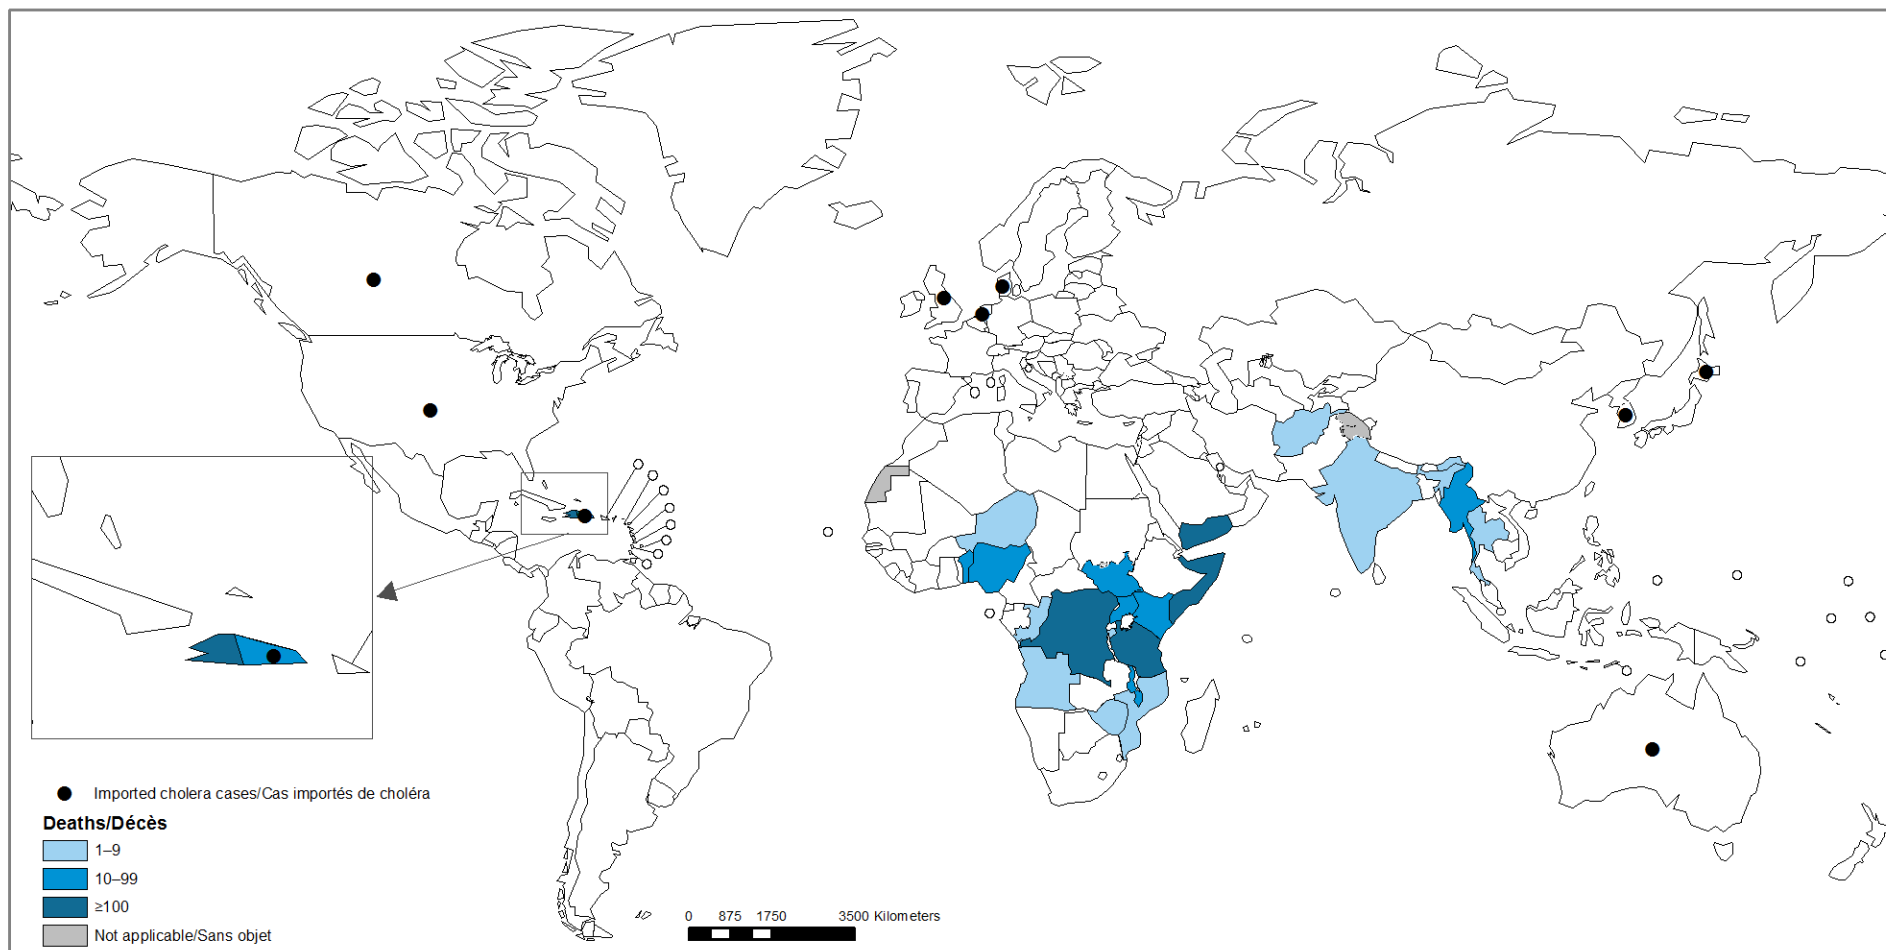 Imported cholera cases/Cas importés de choléra
Deaths/Décès
1–9
10–99
≥100
Not applicable/Sans objet
0 875 1750 3500 Kilometers